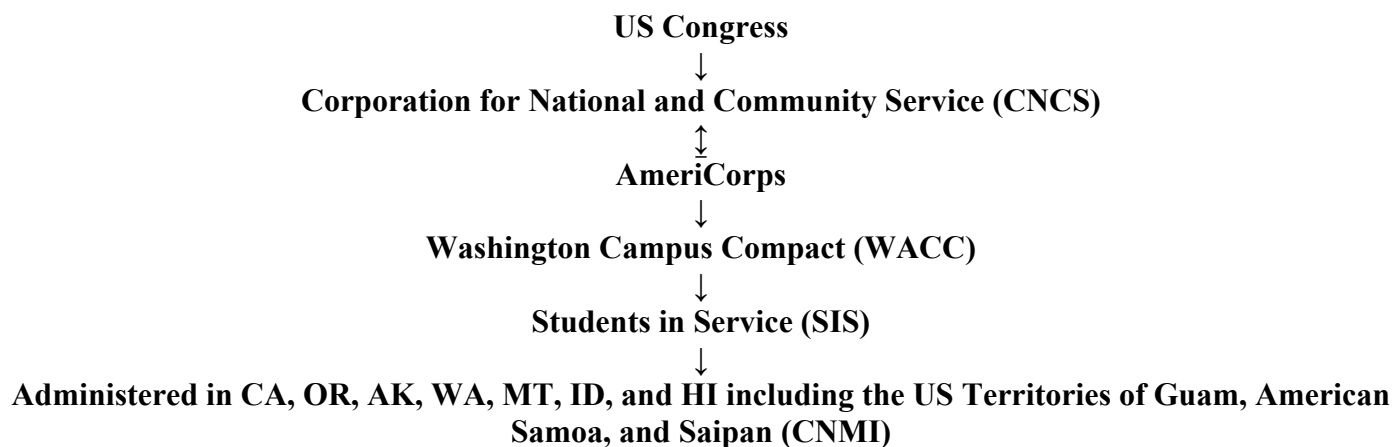 US Congress
↓
Corporation for National and Community Service (CNCS)
↕
AmeriCorps
↓
Washington Campus Compact (WACC)
↓
Students in Service (SIS)
↓
Administered in CA, OR, AK, WA, MT, ID, and HI including the US Territories of Guam, American
Samoa, and Saipan (CNMI)